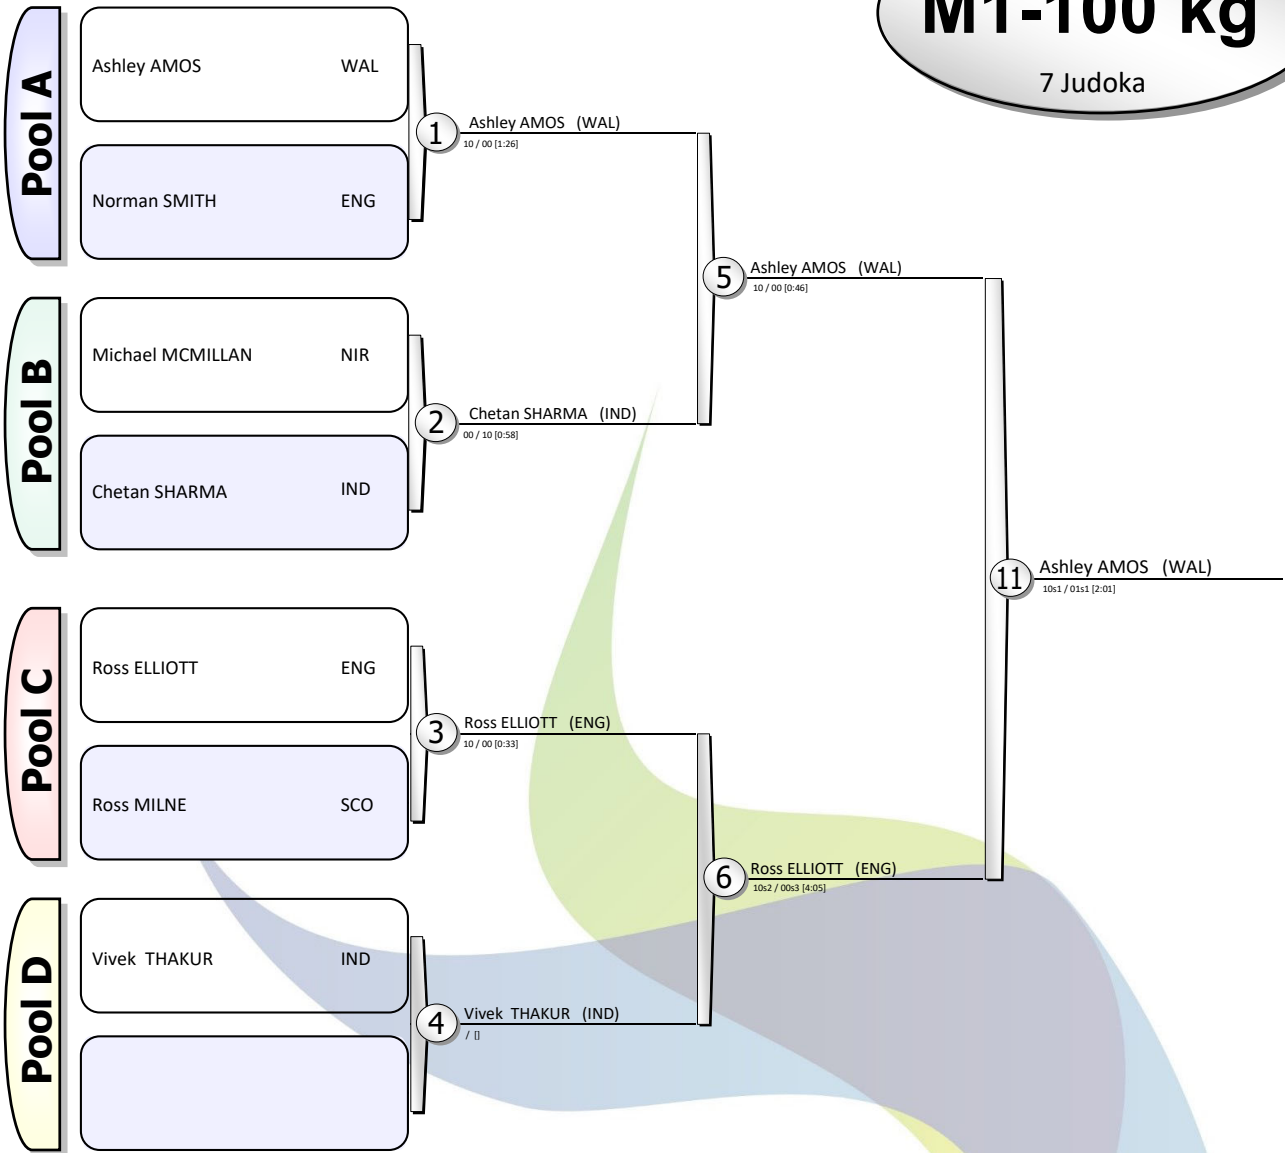 M1-100 kg
7 Judoka
Pool A
Ashley AMOS WAL
Norman SMITH ENG
1 Ashley AMOS (WAL)
10 / 00 [1:26]
5 Ashley AMOS (WAL)
10 / 00 [0:46]
Pool B
Michael MCMILLAN NIR
Chetan SHARMA IND
2 Chetan SHARMA (IND)
00 / 10 [0:58]
11 Ashley AMOS (WAL)
10s1 / 01s1 [2:01]
Pool C
Ross ELLIOTT ENG
Ross MILNE SCO
3 Ross ELLIOTT (ENG)
10 / 00 [0:33]
6 Ross ELLIOTT (ENG)
10s2 / 00s3 [4:05]
Pool D
Vivek THAKUR IND
4 Vivek THAKUR (IND)
/ []